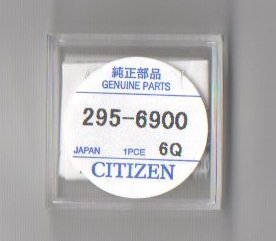 純正部品
GENUINE PARTS
295-6900
JAPAN 1PCE 6Q
CITIZEN